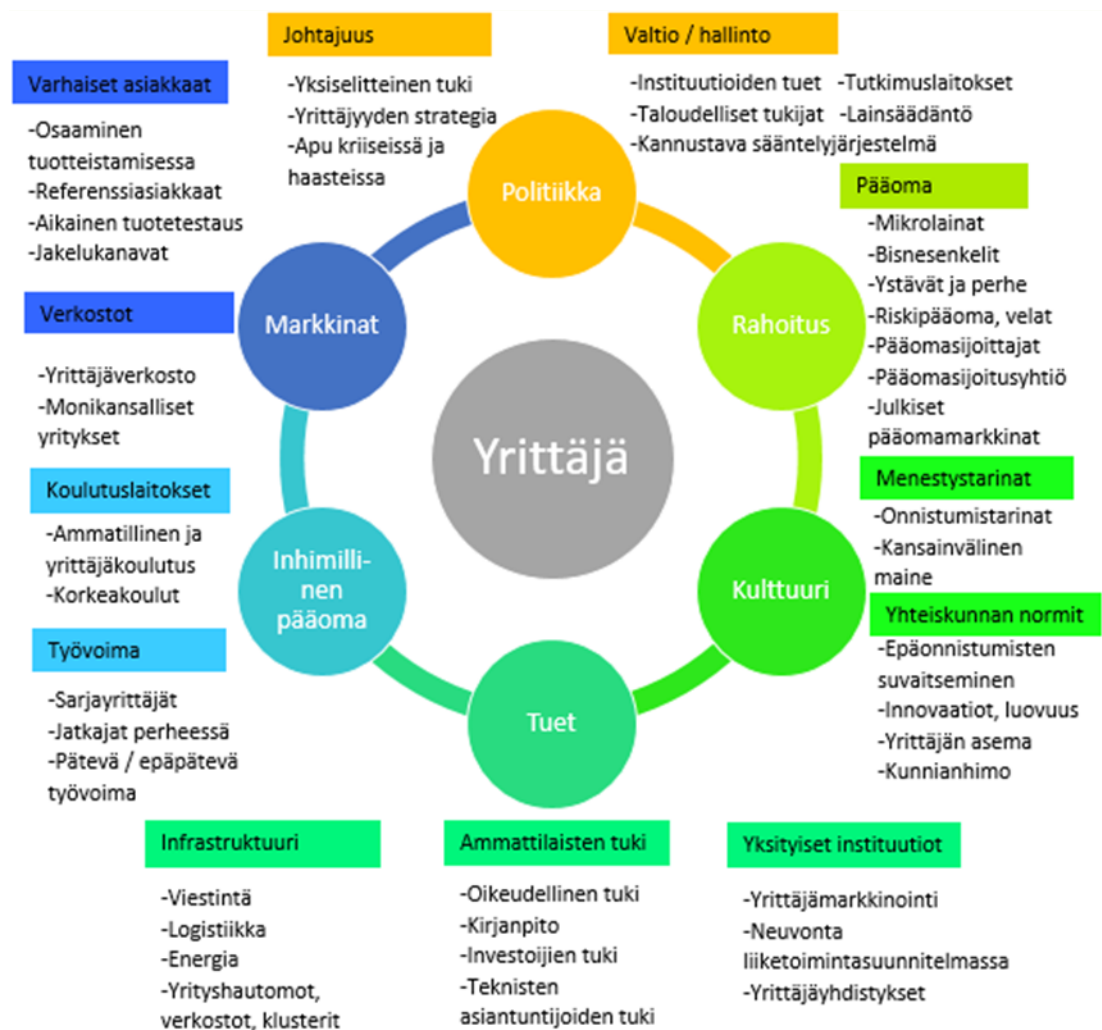 Johtajuus
-Yksiselitteinen tuki
-Yrittäjyyden strategia
-Apu kriiseissä ja
haasteissa
Valtio / hallinto
-Instituutioiden tuet
-Taloudelliset tukijat
-Kannustava sääntelyjärjestelmä
-Tutkimuslaitokset
-Lainsäädäntö
Varhaiset asiakkaat
-Osaaminen
tuotteistamisessa
-Referenssiasiakkaat
-Aikainen tuotetestaus
-Jakelukanavat
Verkostot
-Yrittäjäverkosto
-Monikansalliset
yritykset
Koulutuslaitokset
-Ammatillinen ja
yrittäjäkoulutus
-Korkeakoulut
Työvoima
-Sarjayrittäjät
-Jatkajat perheessä
-Pätevä / epäpätevä
työvoima
Politiikka
Markkinat
Rahoitus
Yrittäjä
Inhimilli-
nen
pääoma
Kulttuuri
Tuet
Pääoma
-Mikrolainat
-Bisnesenkelit
-Ystävät ja perhe
-Riskipääoma, velat
-Pääomasijoittajat
-Pääomasijoitusyhtiö
-Julkiset
pääomamarkkinat
Menestystarinat
-Onnistumistarinat
-Kansainvälinen
maine
Yhteiskunnan normit
-Epäonnistumisten
suvaitseminen
-Innovaatiot, luovuus
-Yrittäjän asema
-Kunnianhimo
Infrastruktuuri
-Viestintä
-Logistiikka
-Energia
-Yrityshautomot,
verkostot, klusterit
Ammattilaisten tuki
-Oikeudellinen tuki
-Kirjanpito
-Investoijien tuki
-Teknisten
asiantuntijoiden tuki
Yksityiset instituutiot
-Yrittäjämarkkinointi
-Neuvonta
liiketoimintasuunnitelmassa
-Yrittäjäyhdistykset